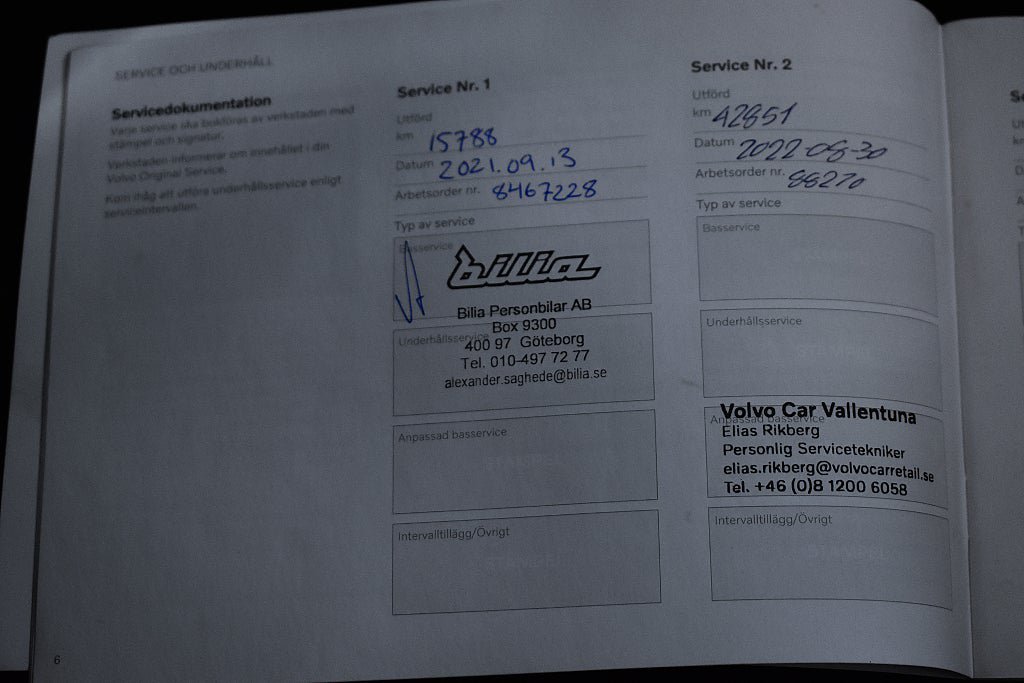 SERVICE OCH UNDERHÅLL
Servicedokumentation
Varje service ska bokföras av verkstaden med
stämpel och signatur.
Verkstaden informerar om innehållet i din
Volvo Original Service.
Kom ihåg att utföra underhållsservice enligt
serviceintervallen.
6
Service Nr. 1
Utförd
km 15788
Datum 2021.09.13
Arbetsorder nr. 8467228
Typ av service
Basservice
bilia
Bilia Personbilar AB
Box 9300
Underhållsservice
400 97 Göteborg
Tel. 010-497 72 77
alexander.saghede@bilia.se
Anpassad basservice
Intervalltillägg/Övrigt
Service Nr. 2
Utförd
km 42851
Datum 2022-08-30
Arbetsorder nr. 88270
Typ av service
Basservice
Underhållsservice
Volvo Car Vallentuna
Anpassad basservice
Elias Rikberg
Personlig Servicetekniker
elias.rikberg@volvocarretail.se
Tel. +46 (0)8 1200 6058
Intervalltillägg/Övrigt